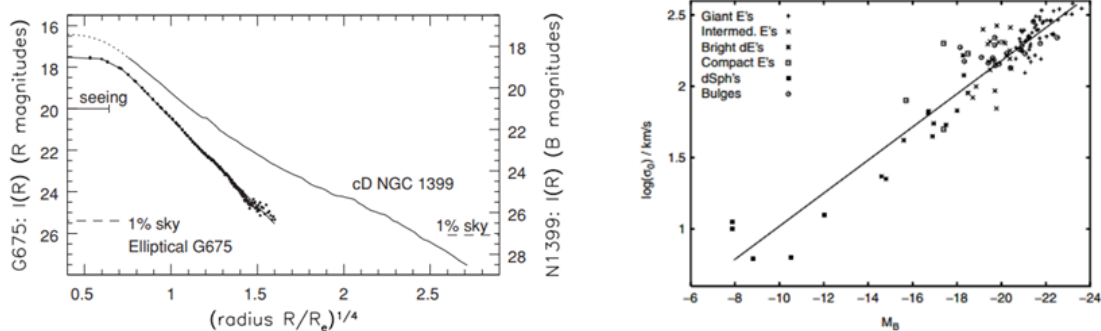 G675: I(R) (R magnitudes)
16
18
20
22
24
26
seeing
1% sky
Elliptical G675
cD NGC 1399
1% sky
0.5
1
1.5
2
2.5
(radius R/Rₑ)¹/⁴
18
20
22
24
26
28
N1399: I(R) (B magnitudes)
log(σ₀) / km/s
2.5
2
1.5
1
Giant E's
Intermed. E's
Bright dE's
Compact E's
dSph's
Bulges
−6 −8 −10 −12 −14 −16 −18 −20 −22 −24
M_B